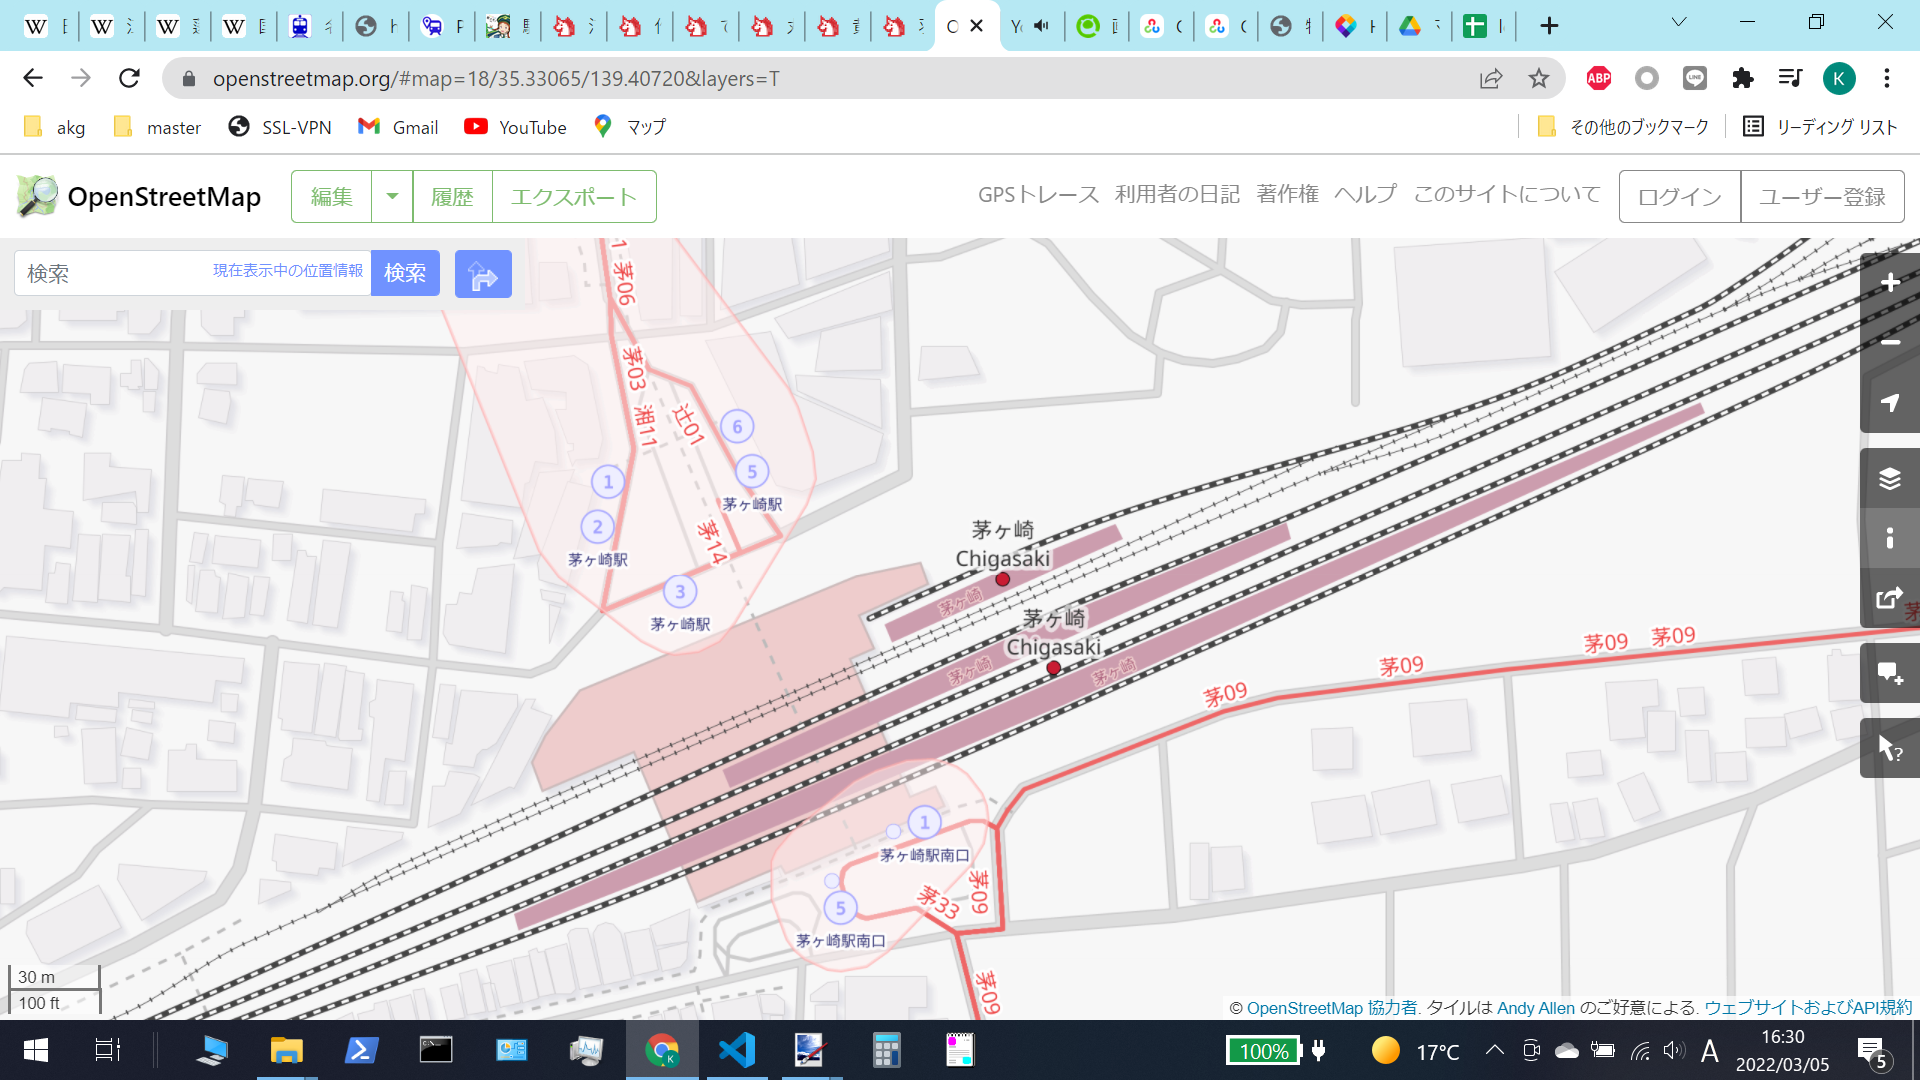 openstreetmap.org/#map=18/35.33065/139.40720&layers=T
ABP
LINE
K
akg
master
SSL-VPN
Gmail
YouTube
マップ
その他のブックマーク
リーディング リスト
OpenStreetMap
編集
履歴
エクスポート
GPSトレース
利用者の日記
著作権
ヘルプ
このサイトについて
ログイン
ユーザー登録
検索
現在表示中の位置情報
検索
1
茅06
茅03
湘11
辻01
6
5
茅ヶ崎駅
1
2
茅ヶ崎駅
茅14
3
茅ヶ崎駅
茅ヶ崎
Chigasaki
茅ヶ崎
茅ヶ崎
Chigasaki
茅ヶ崎
茅ヶ崎
茅09
茅09
茅09
茅09
茅
1
茅ヶ崎駅南口
茅09
茅33
5
茅ヶ崎駅南口
茅09
30 m
100 ft
© OpenStreetMap 協力者. タイルは Andy Allen のご好意による. ウェブサイトおよびAPI規約
100%
17°C
A
16:30
2022/03/05
5